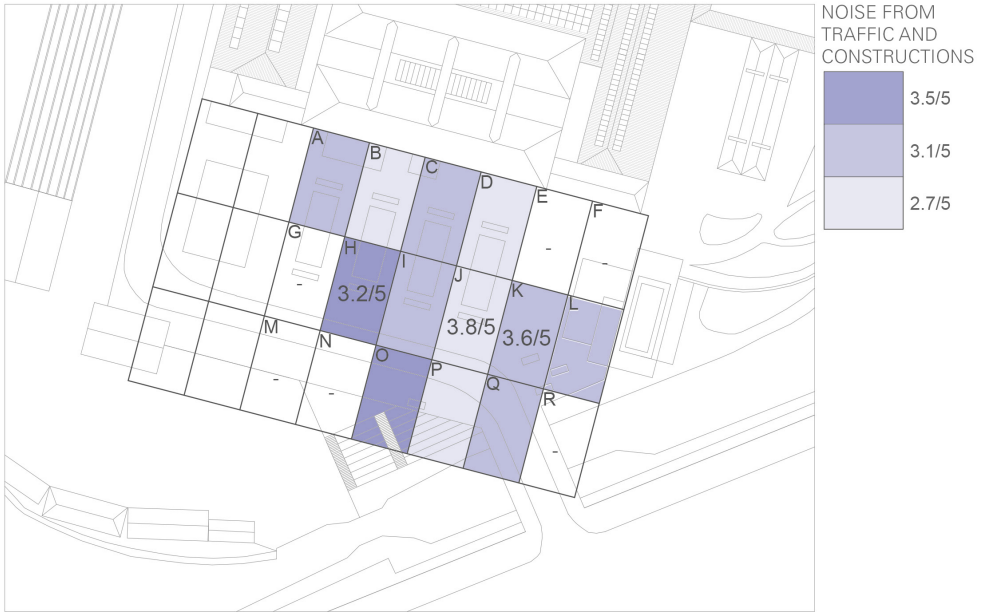 NOISE FROM
TRAFFIC AND
CONSTRUCTIONS
3.5/5
3.1/5
2.7/5
A
B
C
D
E
-
F
-
G
-
H
3.2/5
I
J
3.8/5
K
3.6/5
L
M
-
N
-
O
P
Q
R
-